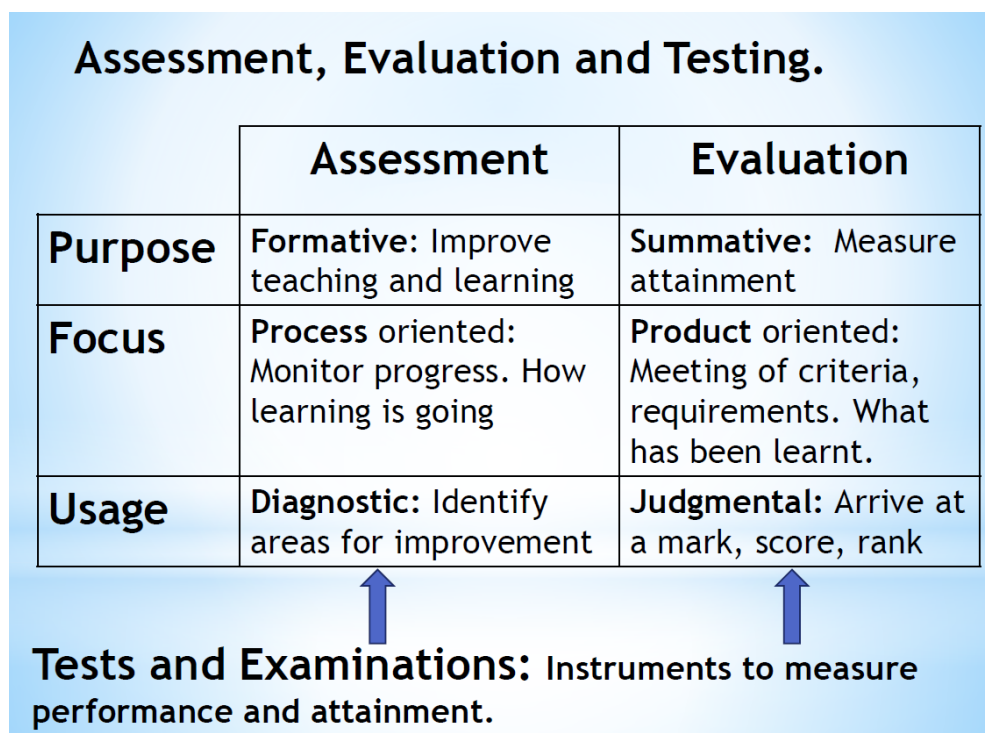 Assessment, Evaluation and Testing.
Assessment
Evaluation
Purpose
Formative: Improve
teaching and learning
Summative:  Measure
attainment
Focus
Process oriented:
Monitor progress. How
learning is going
Product oriented:
Meeting of criteria,
requirements. What
has been learnt.
Usage
Diagnostic: Identify
areas for improvement
Judgmental: Arrive at
a mark, score, rank
Tests and Examinations: Instruments to measure
performance and attainment.